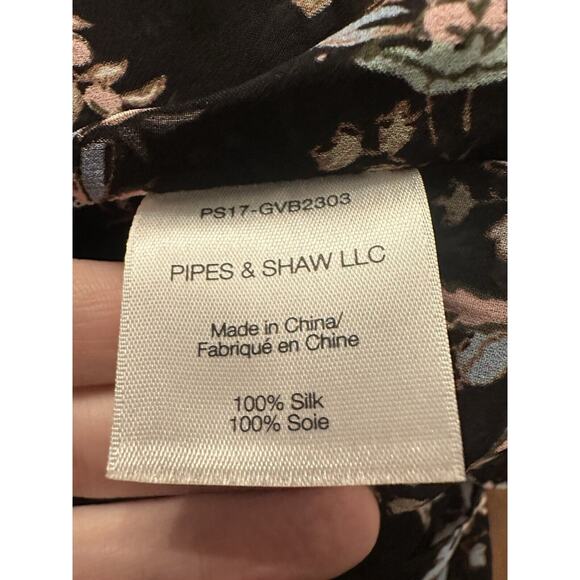 PS17-GVB2303
PIPES & SHAW LLC
Made in China/
Fabriqué en Chine
100% Silk
100% Soie